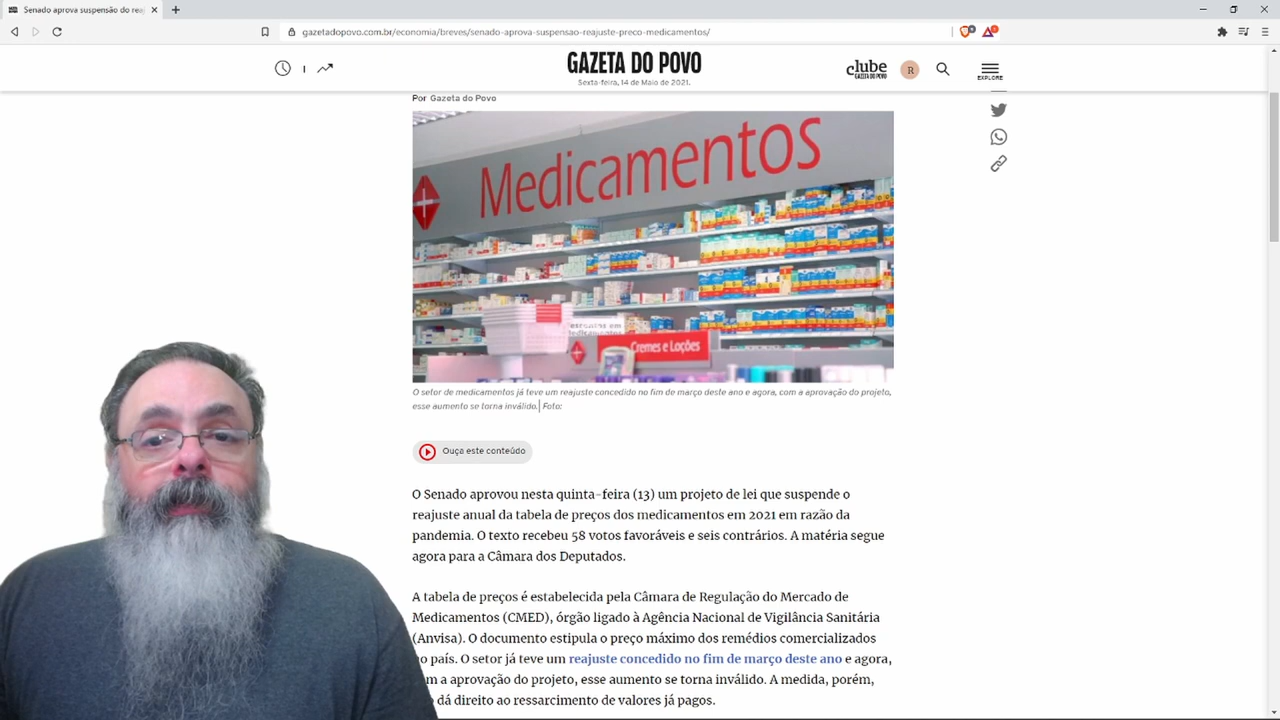 Senado aprova suspensão do rea
gazetadopovo.com.br/economia/breves/senado-aprova-suspensao-reajuste-preco-medicamentos/
GAZETA DO POVO
Sexta-feira, 14 de Maio de 2021.
clube
GAZETA DO POVO
R
EXPLORE
Por Gazeta do Povo
Medicamentos
Medicamentos
Cremes e Loções
O setor de medicamentos já teve um reajuste concedido no fim de março deste ano e agora, com a aprovação do projeto,
esse aumento se torna inválido.| Foto:
Ouça este conteúdo
O Senado aprovou nesta quinta-feira (13) um projeto de lei que suspende o
reajuste anual da tabela de preços dos medicamentos em 2021 em razão da
pandemia. O texto recebeu 58 votos favoráveis e seis contrários. A matéria segue
agora para a Câmara dos Deputados.
A tabela de preços é estabelecida pela Câmara de Regulação do Mercado de
Medicamentos (CMED), órgão ligado à Agência Nacional de Vigilância Sanitária
(Anvisa). O documento estipula o preço máximo dos remédios comercializados
país. O setor já teve um reajuste concedido no fim de março deste ano e agora,
a aprovação do projeto, esse aumento se torna inválido. A medida, porém,
dá direito ao ressarcimento de valores já pagos.